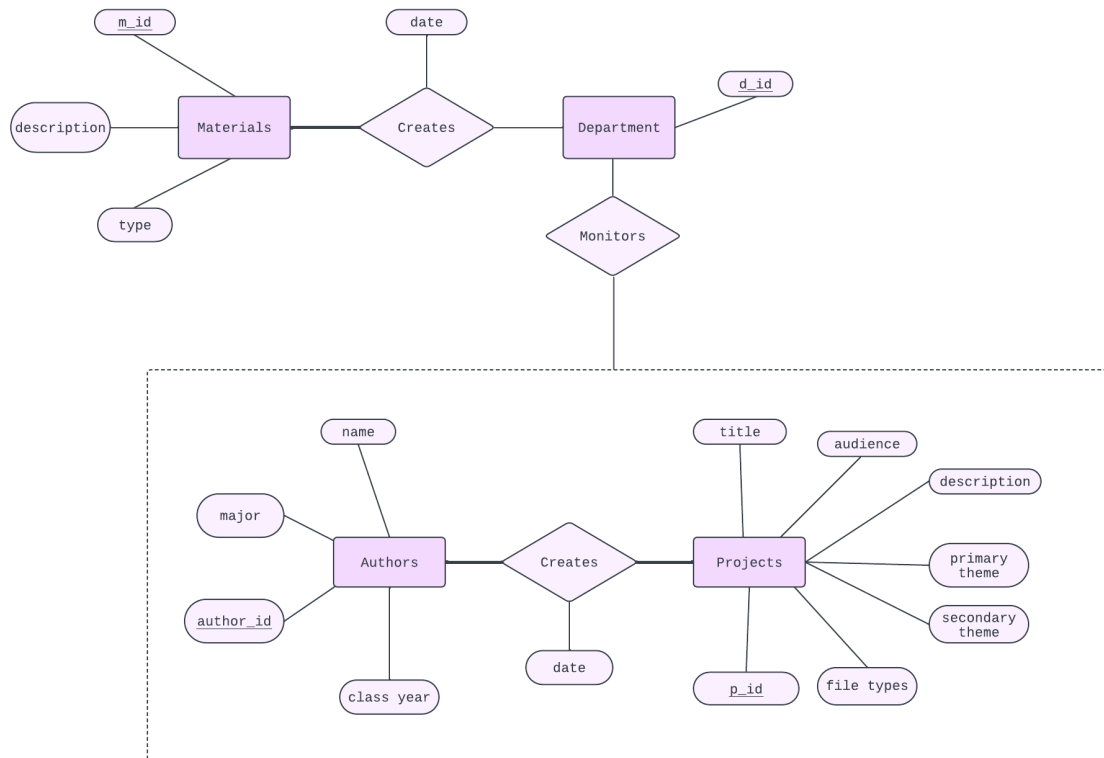 m_id
date
d_id
description
Materials
Creates
Department
type
Monitors
name
title
audience
description
major
Authors
Creates
Projects
primary
theme
author_id
secondary
theme
class year
date
p_id
file types